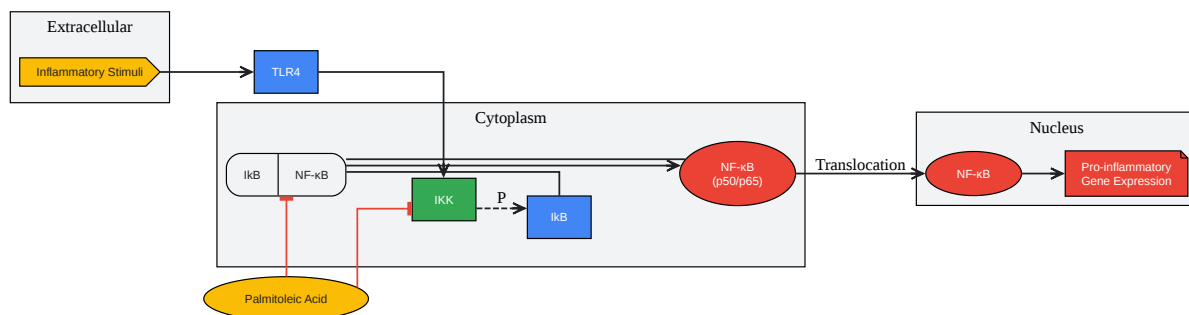 Extracellular
Inflammatory Stimuli
TLR4
Cytoplasm
IkB
NF-κB
IKK
P
IkB
NF-κB
(p50/p65)
Translocation
Nucleus
NF-κB
Pro-inflammatory
Gene Expression
Palmitoleic Acid